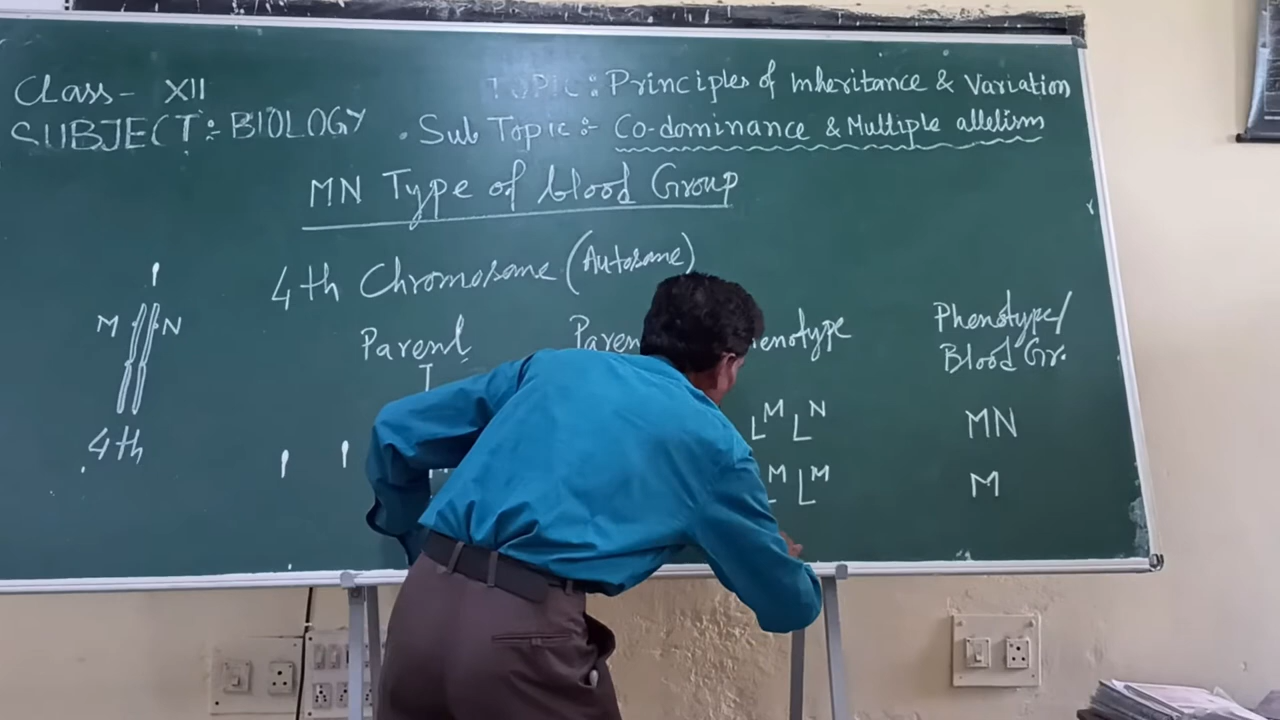 Class- XII
TOPIC: Principles of Inheritance & Variation
SUBJECT:- BIOLOGY
Sub Topic:- Co-dominance & Multiple allelism
MN Type of blood Group
4th Chromosome (Autosome)
M N
4th
Parent I
Paren
enotype
Phenotype/
Blood Gr.
L^M L^N MN
L^M L^M M